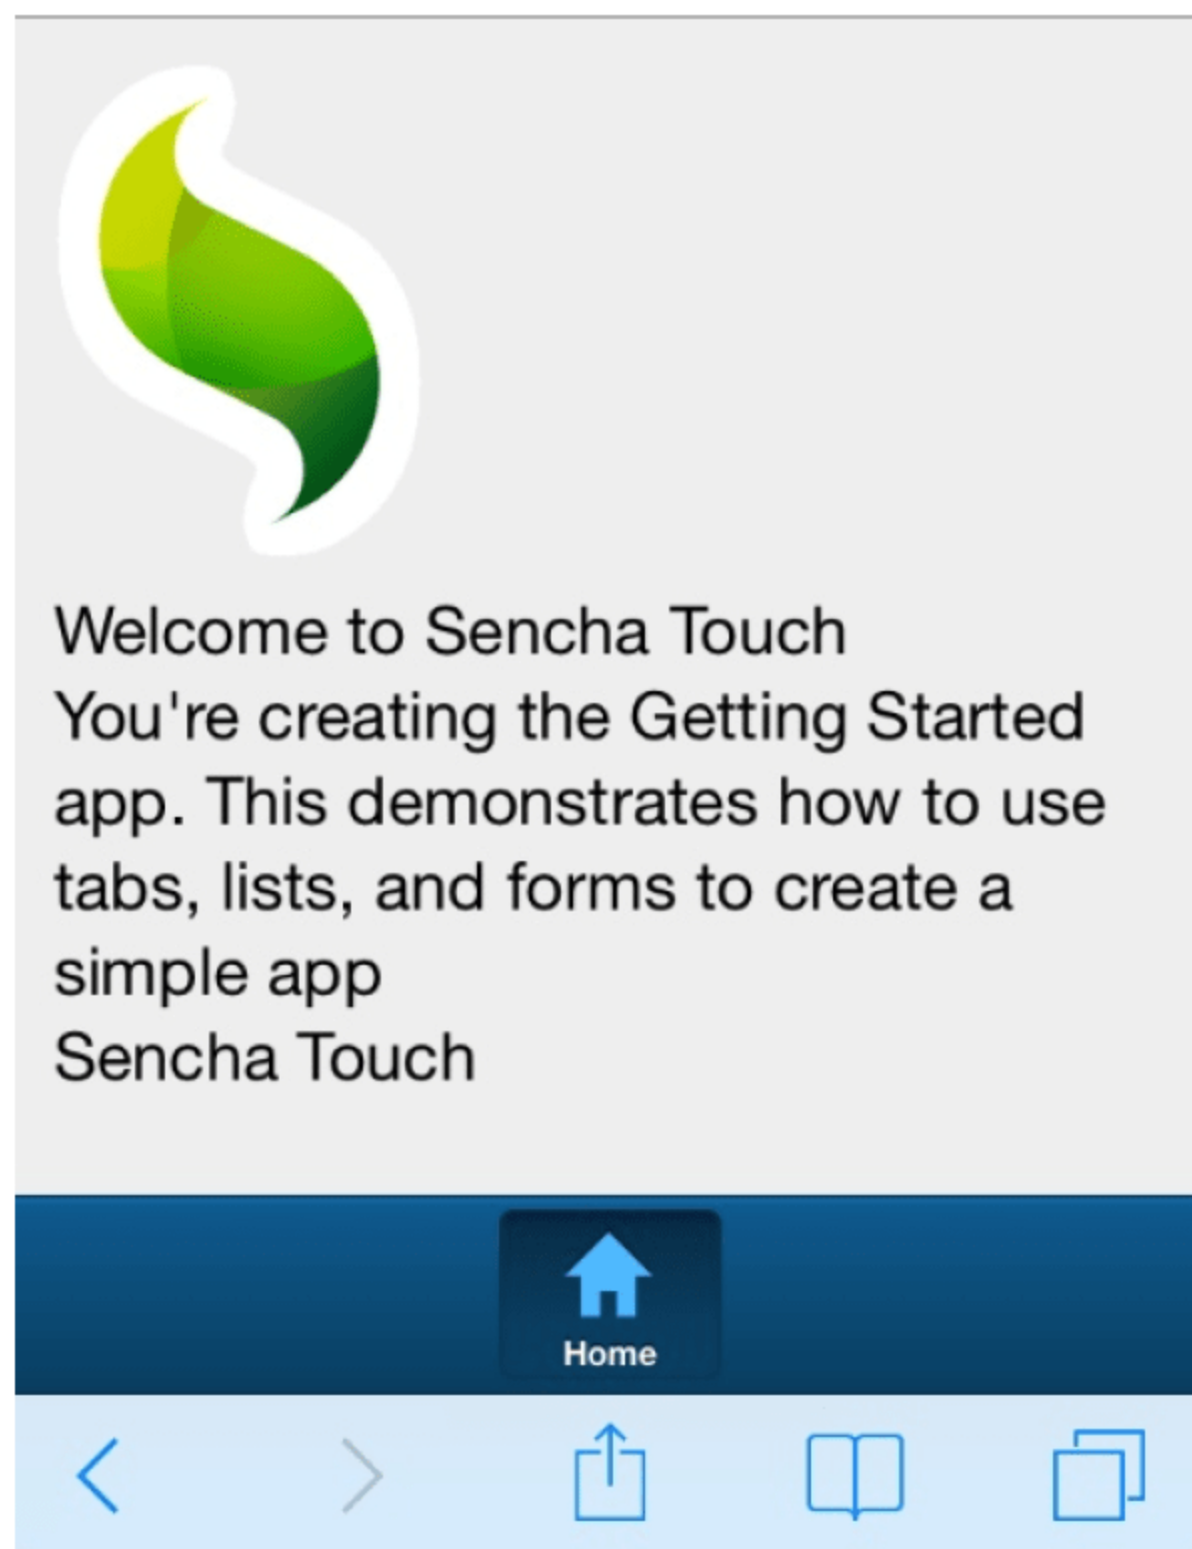 Welcome to Sencha Touch
You're creating the Getting Started
app. This demonstrates how to use
tabs, lists, and forms to create a
simple app
Sencha Touch
Home